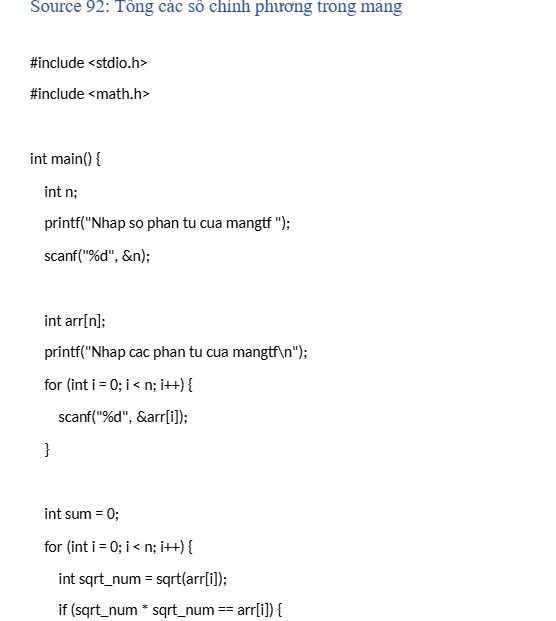 Source 92: Tổng các số chính phương trong mảng
#include <stdio.h>
#include <math.h>
int main() {
int n;
printf("Nhap so phan tu cua mangtf ");
scanf("%d", &n);
int arr[n];
printf("Nhap cac phan tu cua mangtf\n");
for (int i = 0; i < n; i++) {
scanf("%d", &arr[i]);
}
int sum = 0;
for (int i = 0; i < n; i++) {
int sqrt_num = sqrt(arr[i]);
if (sqrt_num * sqrt_num == arr[i]) {